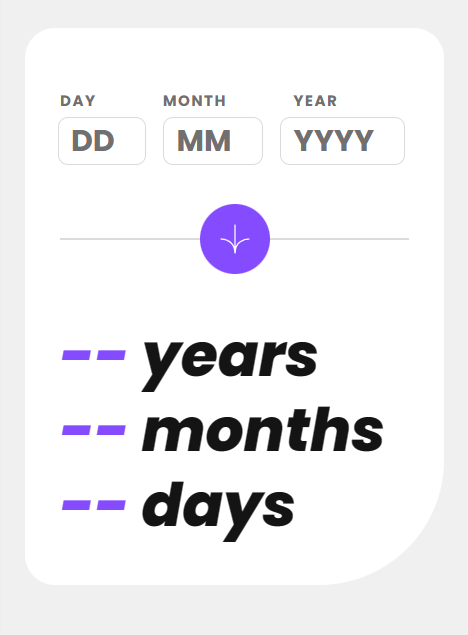 DAY MONTH YEAR
DD MM YYYY
-- years
-- months
-- days